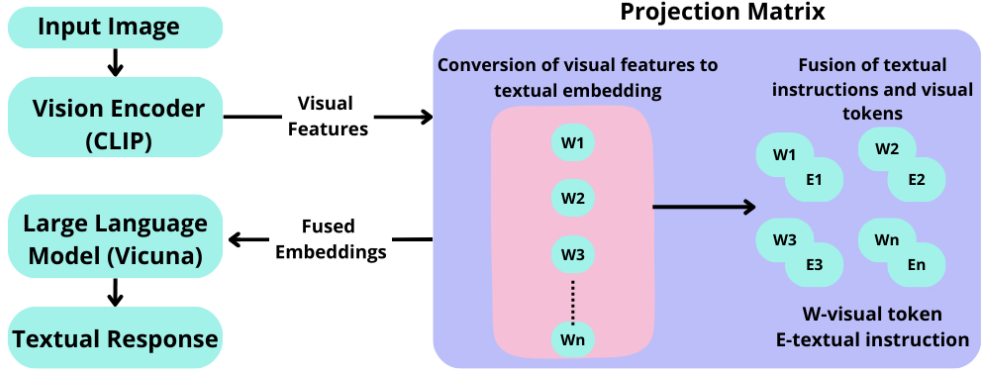 Projection Matrix
Input Image
Vision Encoder
(CLIP)
Visual
Features
Conversion of visual features to
textual embedding
W1
W2
W3
Wn
Fusion of textual
instructions and visual
tokens
W1
E1
W2
E2
W3
E3
Wn
En
W-visual token
E-textual instruction
Fused
Embeddings
Large Language
Model (Vicuna)
Textual Response